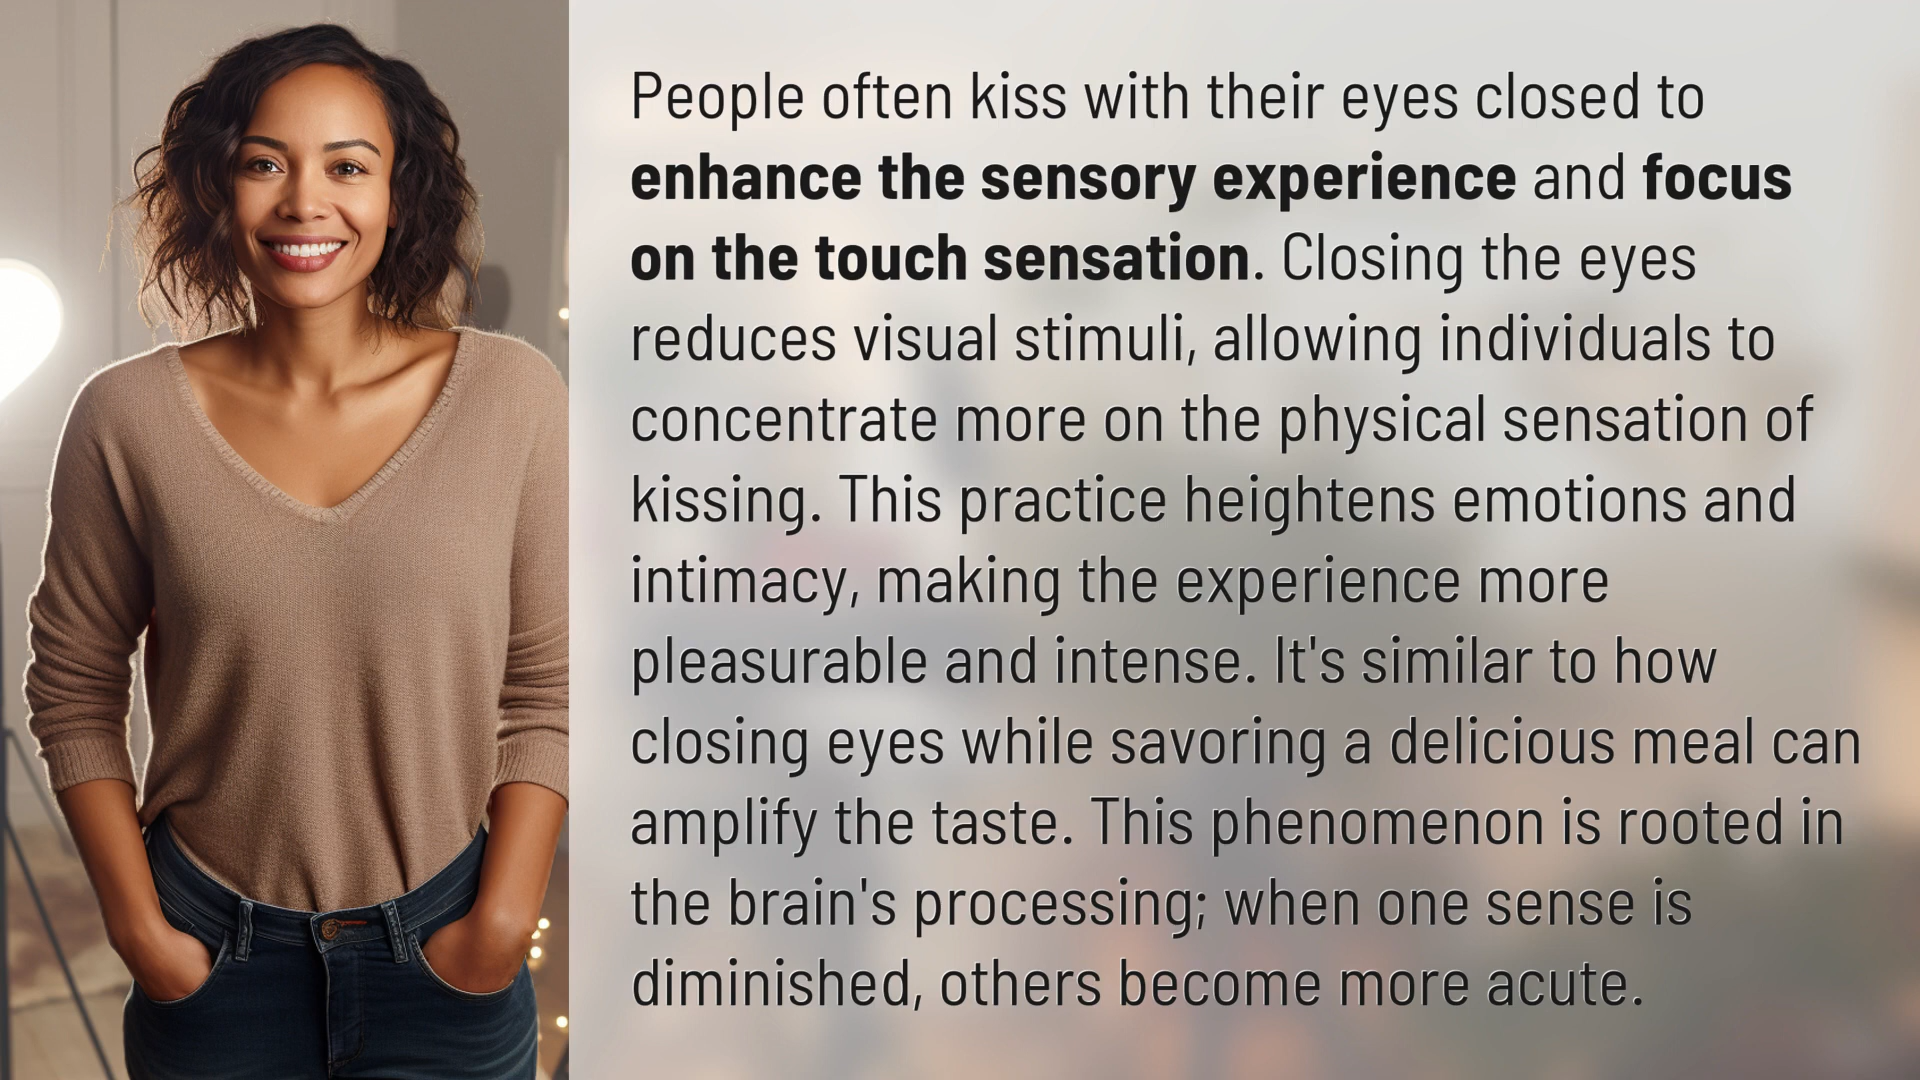 People often kiss with their eyes closed to
enhance the sensory experience and focus
on the touch sensation. Closing the eyes
reduces visual stimuli, allowing individuals to
concentrate more on the physical sensation of
kissing. This practice heightens emotions and
intimacy, making the experience more
pleasurable and intense. It's similar to how
closing eyes while savoring a delicious meal can
amplify the taste. This phenomenon is rooted in
the brain's processing; when one sense is
diminished, others become more acute.